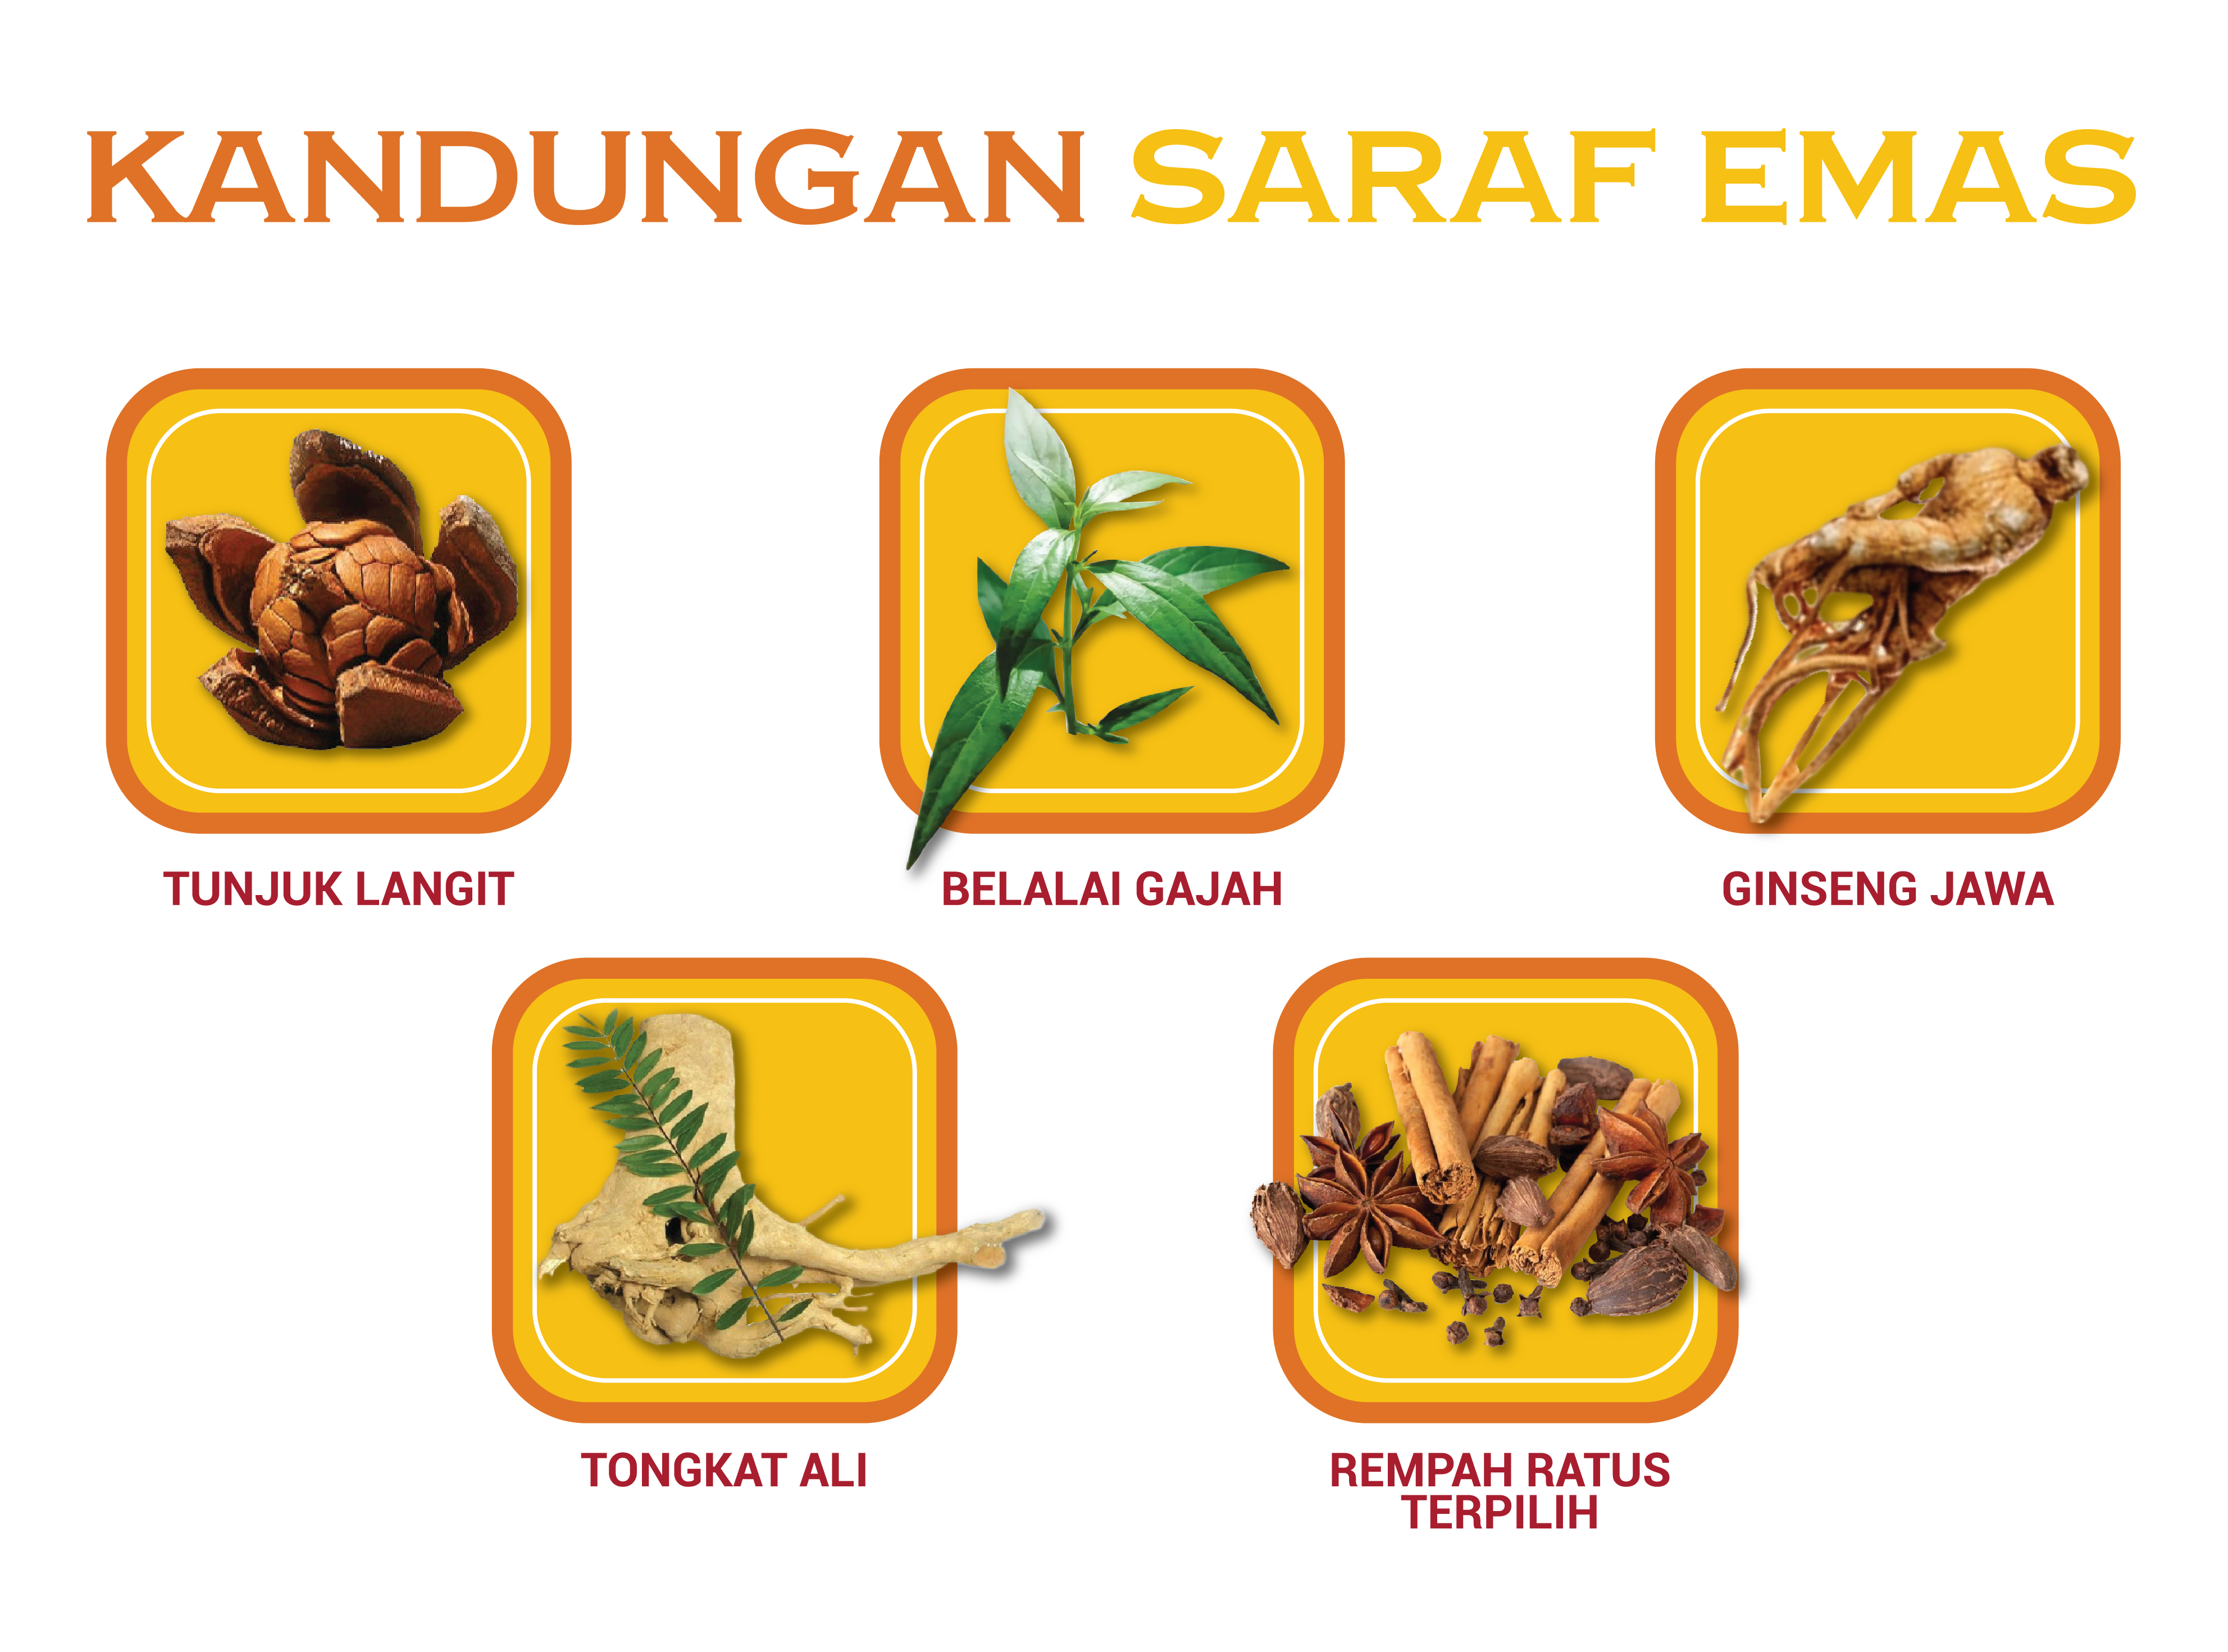 KANDUNGAN SARAF EMAS
TUNJUK LANGIT
BELALAI GAJAH
GINSENG JAWA
TONGKAT ALI
REMPAH RATUS
TERPILIH